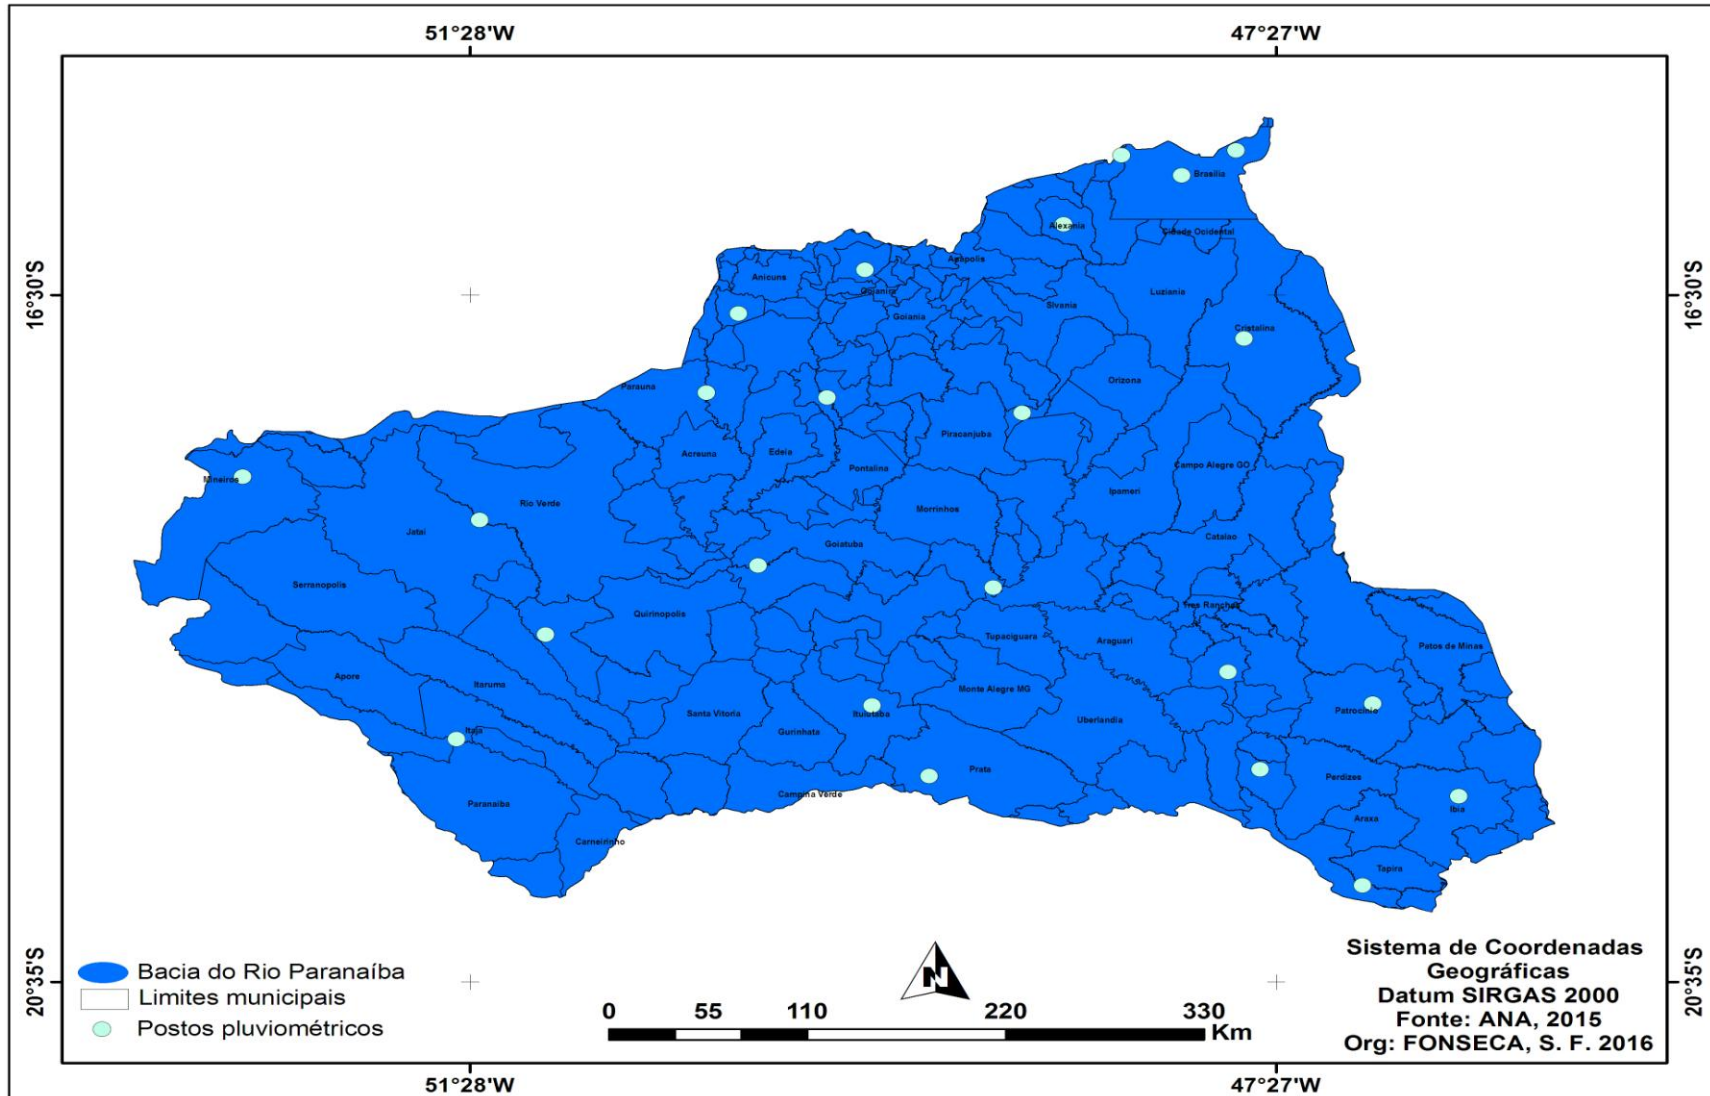 51°28'W 47°27'W
Brasilia
Alexania
Cidade Ocidental
Anapolis
Anicuns
Goianira
Luziania
16°30'S 16°30'S
Silvania
Goiania
Cristalina
Orizona
Parauna
Piracanjuba
Acreuna
Edeia
Campo Alegre GO
Pontalina
Mineiros
Ipameri
Rio Verde
Morrinhos
Jatai
Cataiao
Goiatuba
Serranopolis
Tres Ranchos
Quirinopolis
Tupaciguara
Araguari
Patos de Minas
Apore
Itaruma
Monte Alegre MG
Patrocinio
Santa Vitoria
Ituiutaba
Uberlandia
Itaja
Gurinhata
Prata
Perdizes
Campina Verde
Paranaiba
Ibia
Araxa
Carneirinho
Tapira
Bacia do Rio Paranaíba
Limites municipais
Postos pluviométricos
N
0 55 110 220 330
Km
Sistema de Coordenadas
Geográficas
Datum SIRGAS 2000
Fonte: ANA, 2015
Org: FONSECA, S. F. 2016
20°35'S 20°35'S
51°28'W 47°27'W